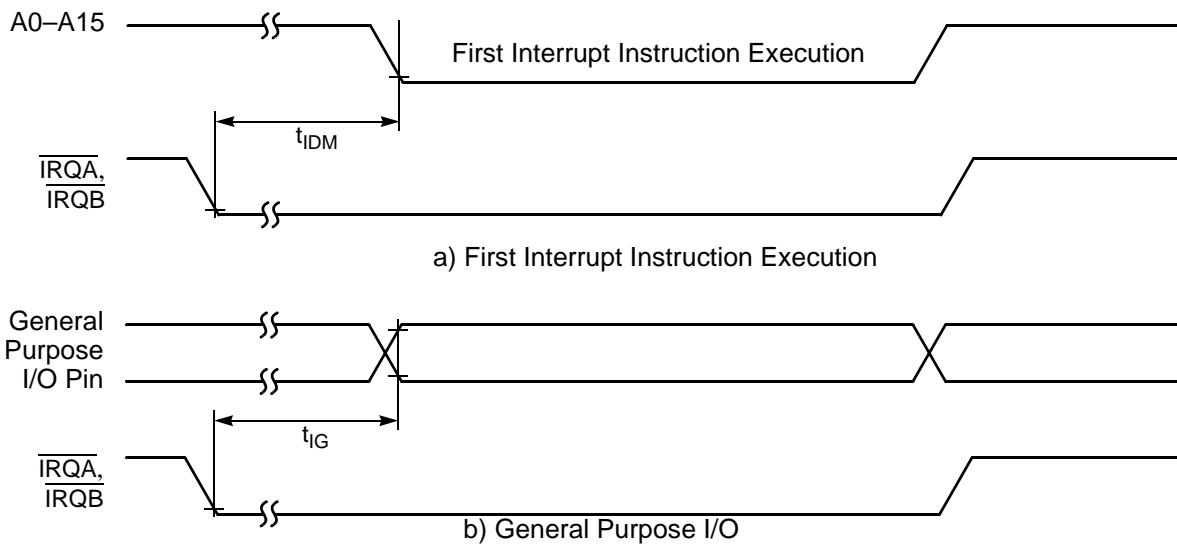 A0–A15
First Interrupt Instruction Execution
tIDM
IRQA,
IRQB
a) First Interrupt Instruction Execution
General
Purpose
I/O Pin
tIG
IRQA,
IRQB
b) General Purpose I/O